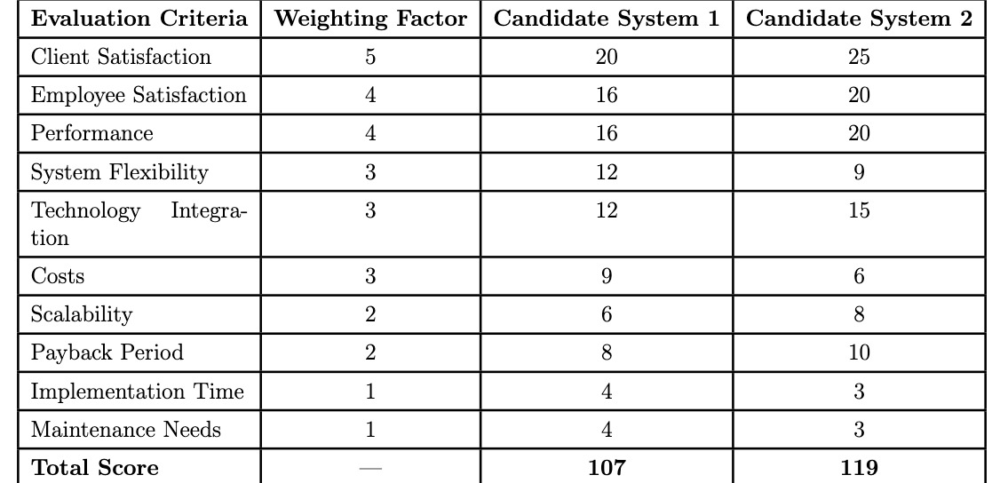 Evaluation Criteria Weighting Factor Candidate System 1 Candidate System 2
Client Satisfaction 5 20 25
Employee Satisfaction 4 16 20
Performance 4 16 20
System Flexibility 3 12 9
Technology Integra- 3 12 15
tion
Costs 3 9 6
Scalability 2 6 8
Payback Period 2 8 10
Implementation Time 1 4 3
Maintenance Needs 1 4 3
Total Score — 107 119